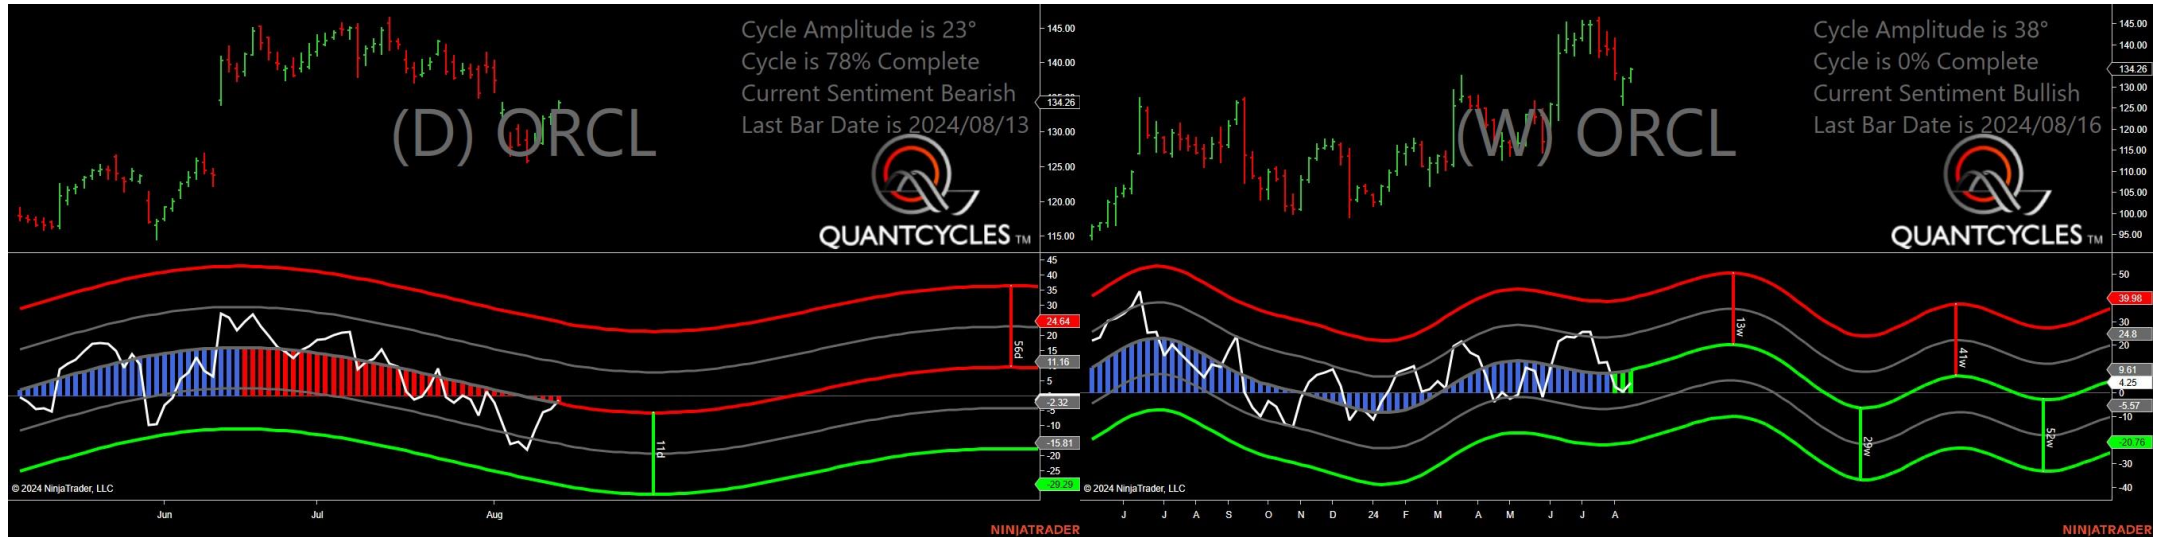 Cycle Amplitude is 23°
Cycle is 78% Complete
Current Sentiment Bearish
Last Bar Date is 2024/08/13
(D) ORCL
QUANTCYCLES TM
145.00
140.00
134.26
130.00
125.00
120.00
115.00
45
40
35
30
24.64
20
15
11.16
5
-2.32
-5
-10
-15.81
-20
-25
-29.29
56d
11d
© 2024 NinjaTrader, LLC
Jun
Jul
Aug
NINJATRADER
Cycle Amplitude is 38°
Cycle is 0% Complete
Current Sentiment Bullish
Last Bar Date is 2024/08/16
(W) ORCL
QUANTCYCLES TM
145.00
140.00
134.26
130.00
125.00
120.00
115.00
110.00
105.00
100.00
95.00
50
39.98
30
24.8
20
9.61
4.25
0
-5.57
-10
-20.76
-30
-40
13w
41w
29w
52w
© 2024 NinjaTrader, LLC
J J A S O N D 24 F M A M J J A
NINJATRADER